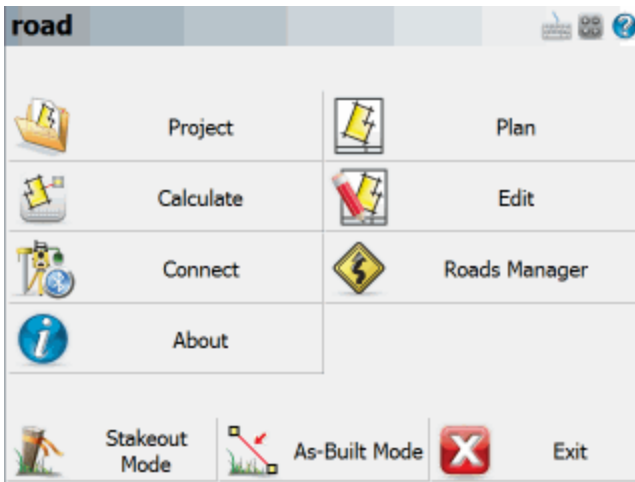 road
Project
Plan
Calculate
Edit
Connect
Roads Manager
About
Stakeout
Mode
As-Built Mode
Exit